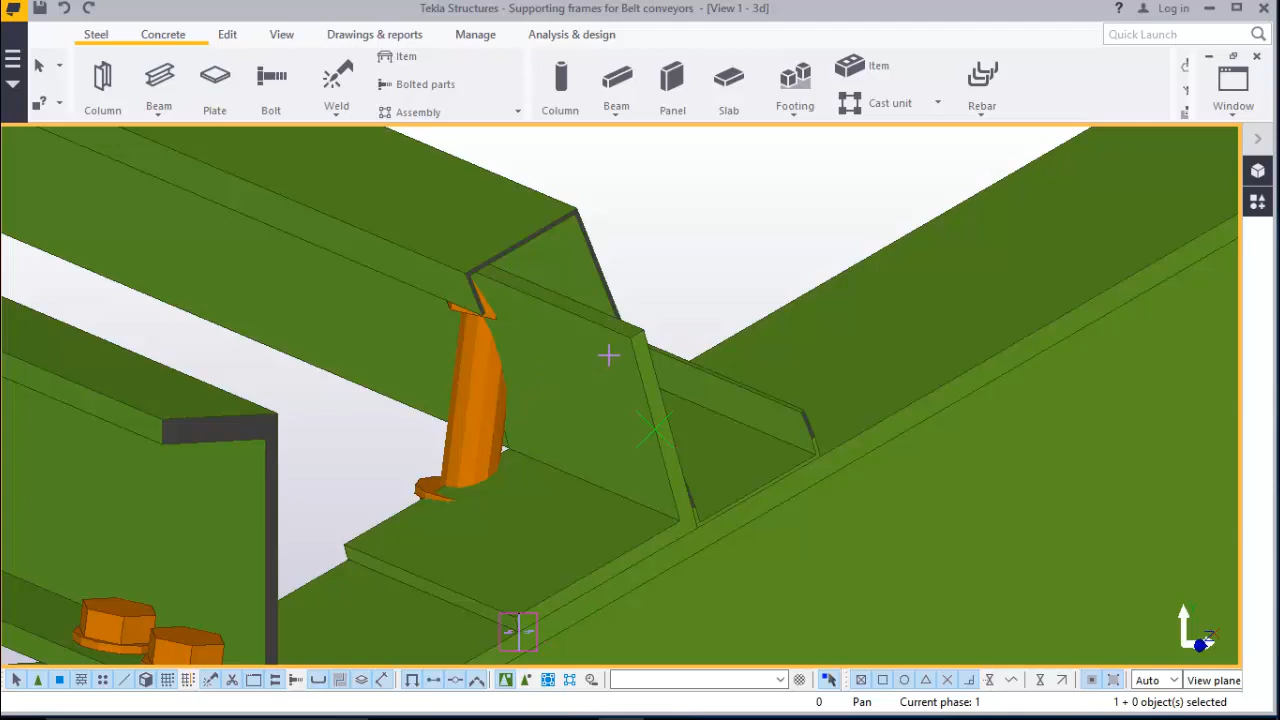 Tekla Structures - Supporting frames for Belt conveyors - [View 1 - 3d]
? Log in
Steel Concrete Edit View Drawings & reports Manage Analysis & design Quick Launch
Item Item
Bolted parts
Column Beam Plate Bolt Weld Assembly Column Beam Panel Slab Footing Cast unit Rebar Window
Auto View plane
0 Pan Current phase: 1 1 + 0 object(s) selected